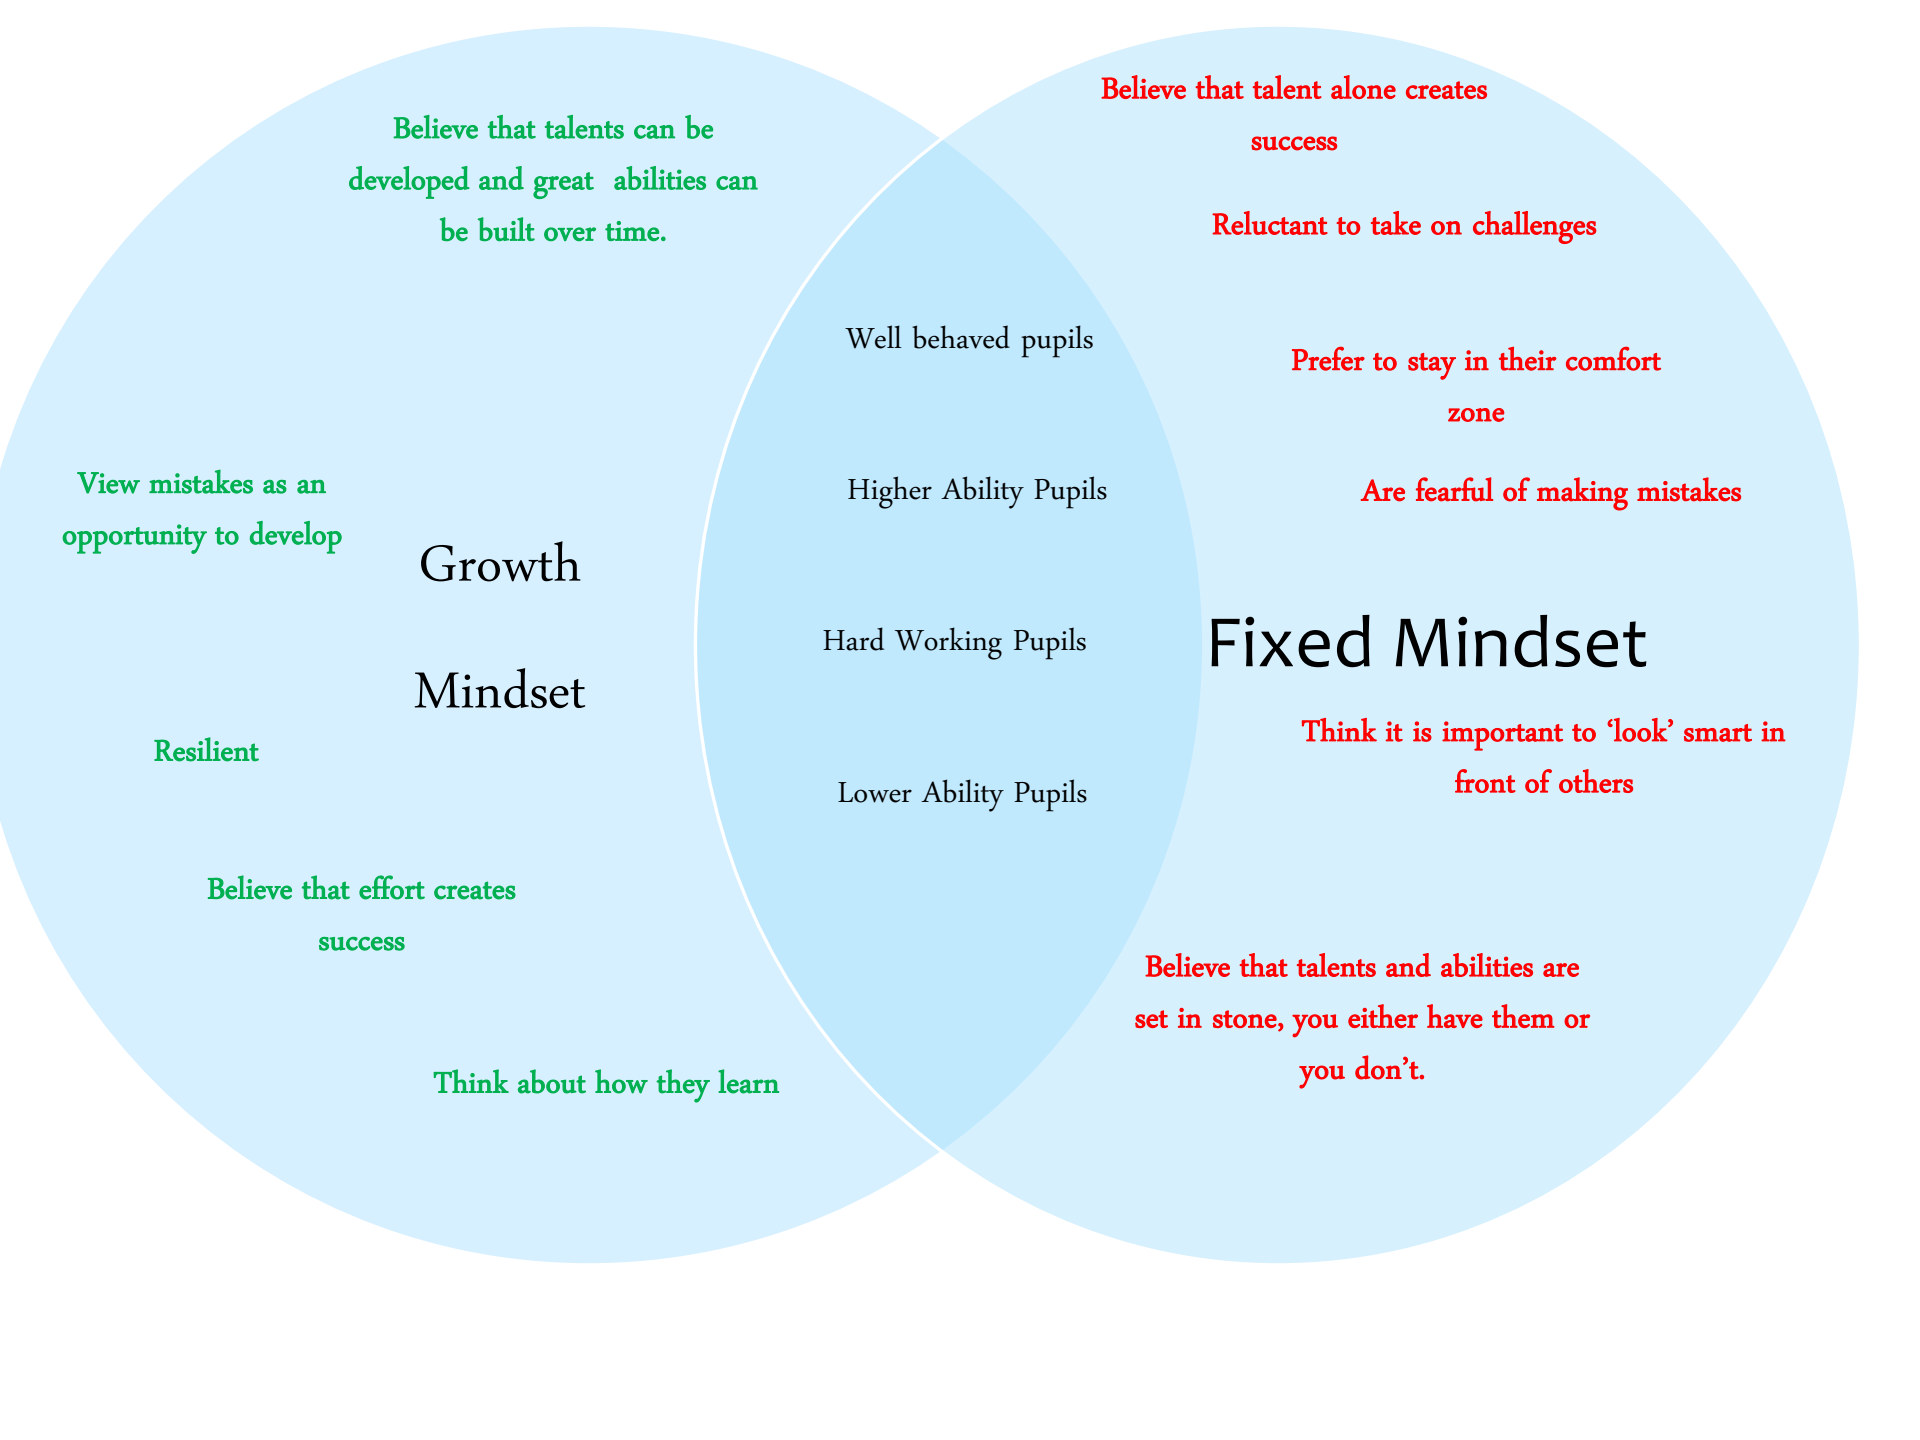 Believe that talents can be
developed and great  abilities can
be built over time.
View mistakes as an
opportunity to develop
Growth
Mindset
Resilient
Believe that effort creates
success
Think about how they learn
Well behaved pupils
Higher Ability Pupils
Hard Working Pupils
Lower Ability Pupils
Believe that talent alone creates
success
Reluctant to take on challenges
Prefer to stay in their comfort
zone
Are fearful of making mistakes
Fixed Mindset
Think it is important to ‘look’ smart in
front of others
Believe that talents and abilities are
set in stone, you either have them or
you don’t.